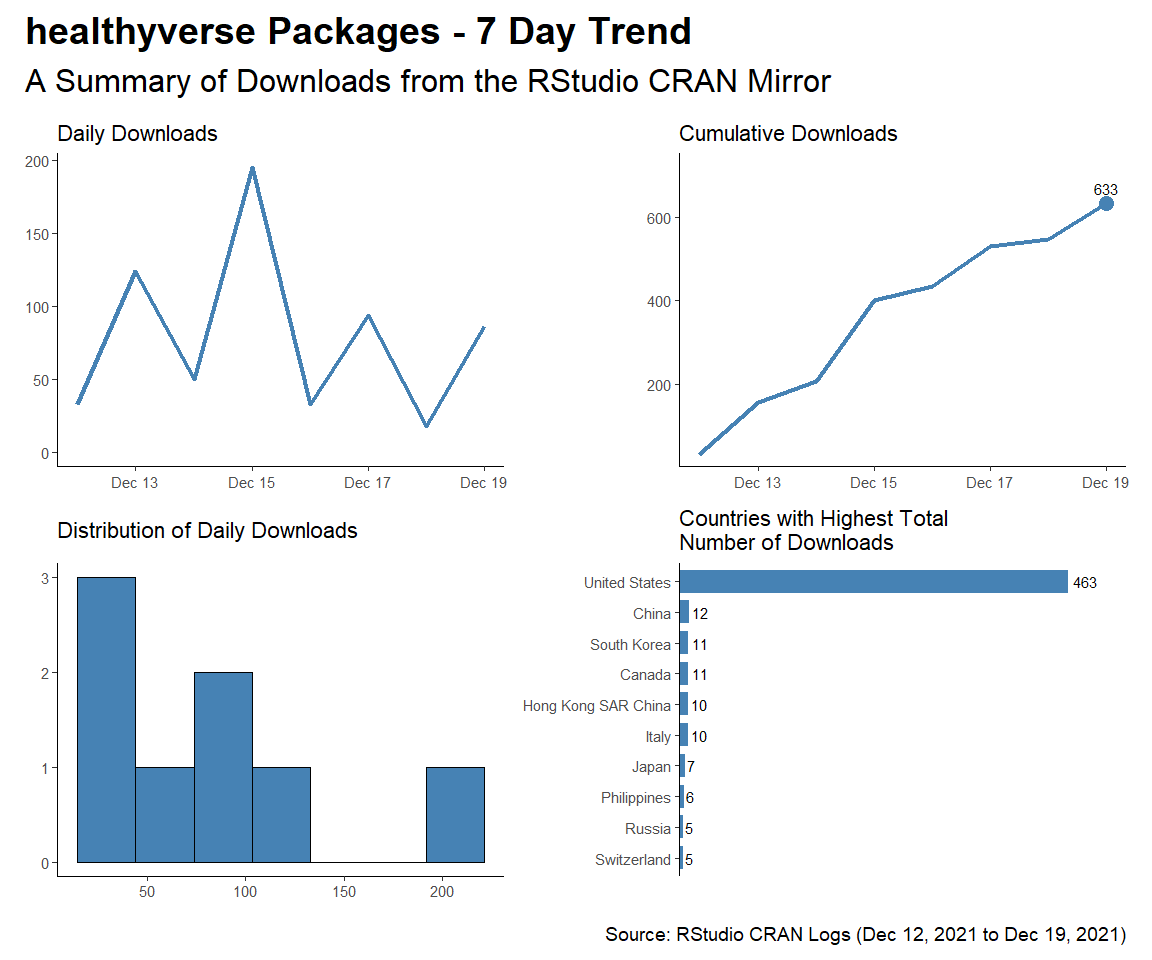 healthyverse Packages - 7 Day Trend
A Summary of Downloads from the RStudio CRAN Mirror
Daily Downloads
200
150
100
50
0
Dec 13
Dec 15
Dec 17
Dec 19
Cumulative Downloads
633
600
400
200
Dec 13
Dec 15
Dec 17
Dec 19
Distribution of Daily Downloads
3
2
1
0
50
100
150
200
Countries with Highest Total
Number of Downloads
United States 463
China 12
South Korea 11
Canada 11
Hong Kong SAR China 10
Italy 10
Japan 7
Philippines 6
Russia 5
Switzerland 5
Source: RStudio CRAN Logs (Dec 12, 2021 to Dec 19, 2021)